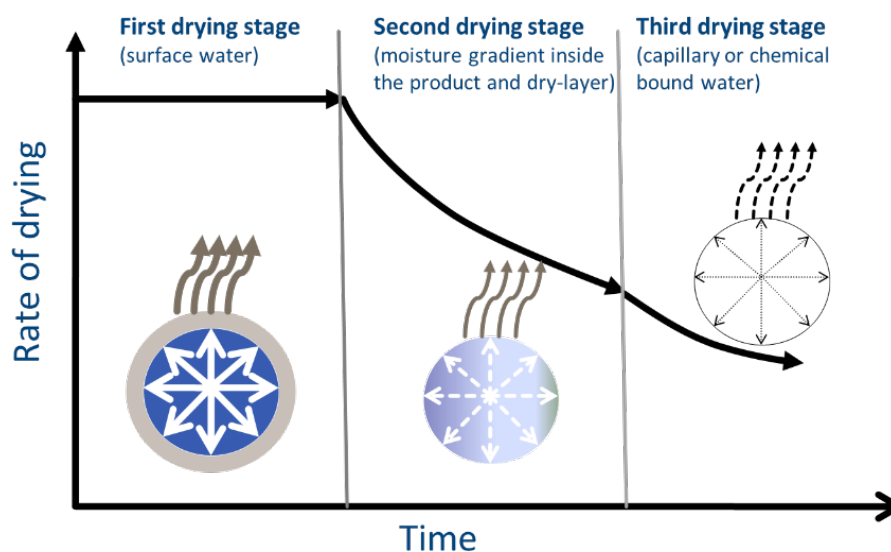 First drying stage
(surface water)
Second drying stage
(moisture gradient inside
the product and dry-layer)
Third drying stage
(capillary or chemical
bound water)
Rate of drying
Time